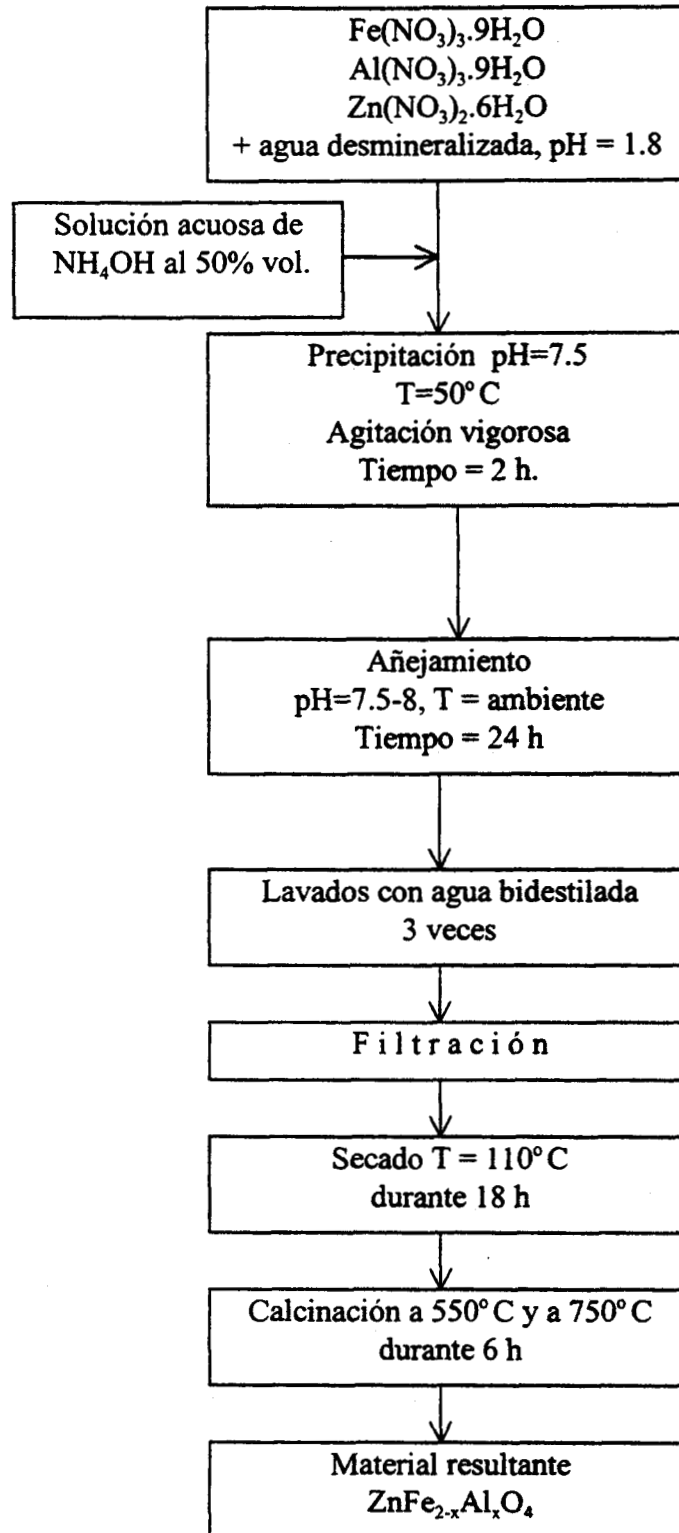 Fe(NO₃)₃.9H₂O
Al(NO₃)₃.9H₂O
Zn(NO₃)₂.6H₂O
+ agua desmineralizada, pH = 1.8
Solución acuosa de
NH₄OH al 50% vol.
Precipitación pH=7.5
T=50° C
Agitación vigorosa
Tiempo = 2 h.
Añejamiento
pH=7.5-8, T = ambiente
Tiempo = 24 h
Lavados con agua bidestilada
3 veces
Filtración
Secado T = 110° C
durante 18 h
Calcinación a 550° C y a 750° C
durante 6 h
Material resultante
ZnFe₂₋ₓAlₓO₄